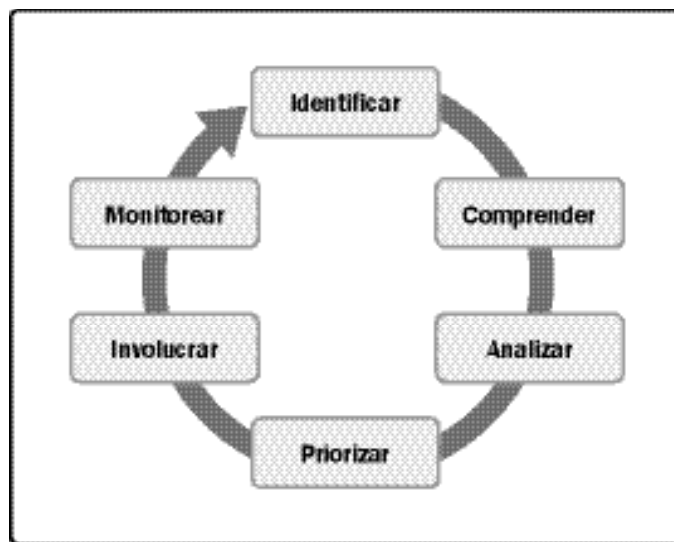 Identificar
Comprender
Analizar
Priorizar
Involucrar
Monitorear